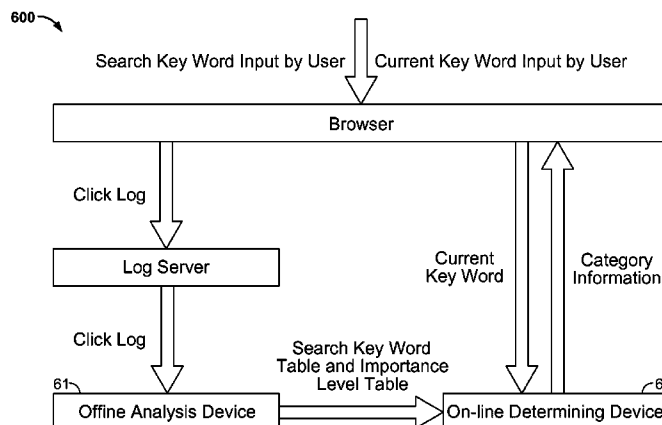 600
Search Key Word Input by User
Current Key Word Input by User
Browser
Click Log
Log Server
Current
Key Word
Category
Information
Click Log
Search Key Word
Table and Importance
Level Table
61
Offine Analysis Device
On-line Determining Device